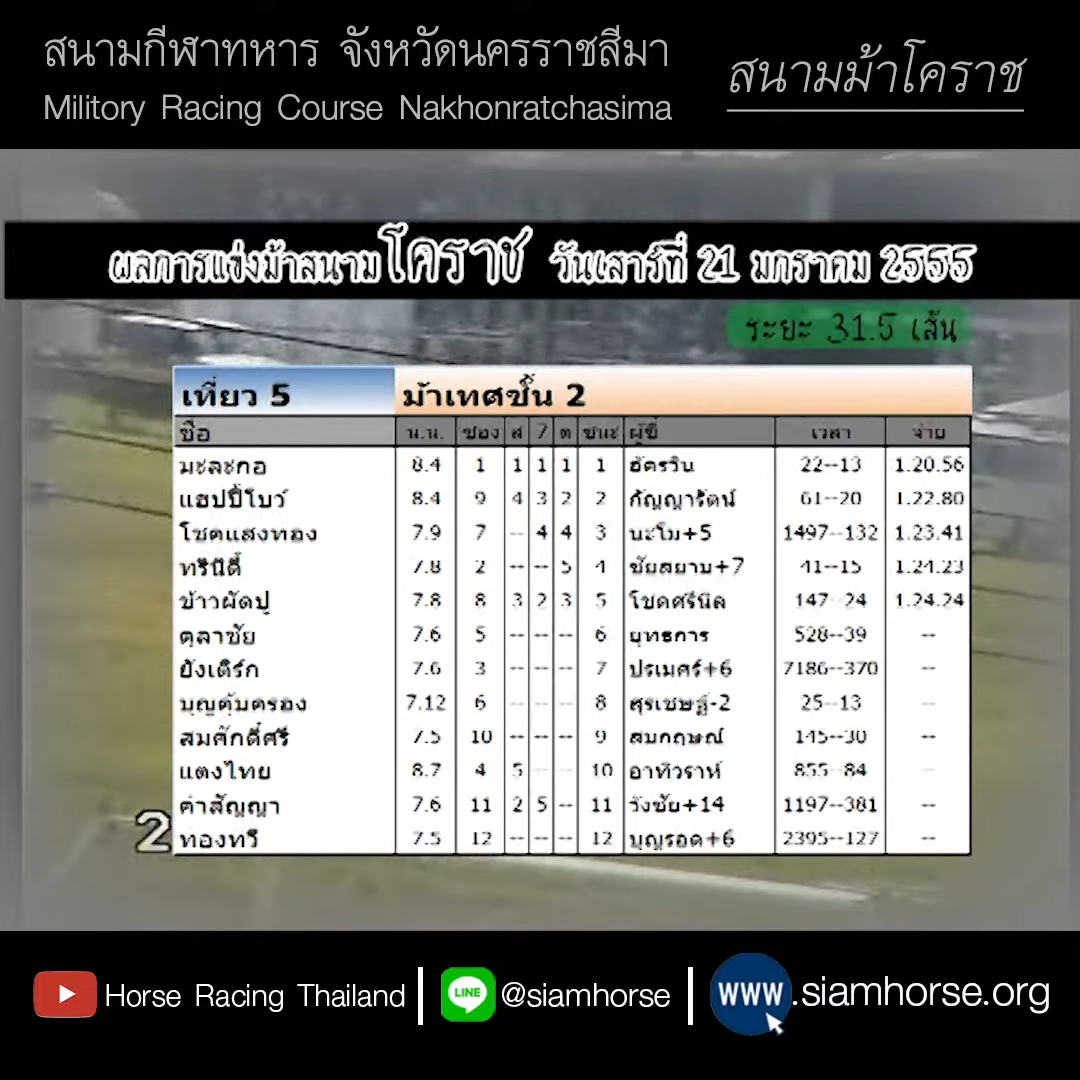 สนามกีฬาทหาร จังหวัดนครราชสีมา
Militory Racing Course Nakhonratchasima
สนามม้าโคราช
ผลการแข่งม้าสนามโคราช วันเสาร์ที่ 21 มกราคม 2555
ระยะ 31.5 เส้น
เที่ยว 5 ม้าเทศชั้น 2
ชื่อ น.น. ซอง ส 7 ต ชนะ ผู้ขี่ เวลา จ่าย
มะละกอ 8.4 1 1 1 1 1 ฮัครวิน 22--13 1.20.56
แฮปปี้โบว์ 8.4 9 4 3 2 2 กัญญารัตน์ 61--20 1.22.80
โชคแสงทอง 7.9 7 -- 4 4 3 นะโม+5 1497--132 1.23.41
ทรีนีตี้ 7.8 2 -- -- 5 4 ชัยสยาม+7 41--15 1.24.23
ข้าวผัดปู 7.8 8 3 2 3 5 โชคศรีนิล 147--24 1.24.24
ตุลาชัย 7.6 5 -- -- -- 6 ยุทธการ 528--39 --
ยังเติร์ก 7.6 3 -- -- -- 7 ปรเมศร์+6 7186--370 --
บุญคุ้มครอง 7.12 6 -- -- -- 8 สุรเชษฐ์-2 25--13 --
สมศักดิ์ศรี 7.5 10 -- -- -- 9 สมกฤษณ์ 145--30 --
แตงไทย 8.7 4 5 -- -- 10 อาทิวราห์ 855--84 --
คำสัญญา 7.6 11 2 5 -- 11 วังชัย+14 1197--381 --
ทองทวี 7.5 12 -- -- -- 12 บุญรอด+6 2395--127 --
2
Horse Racing Thailand | LINE @siamhorse | www.siamhorse.org